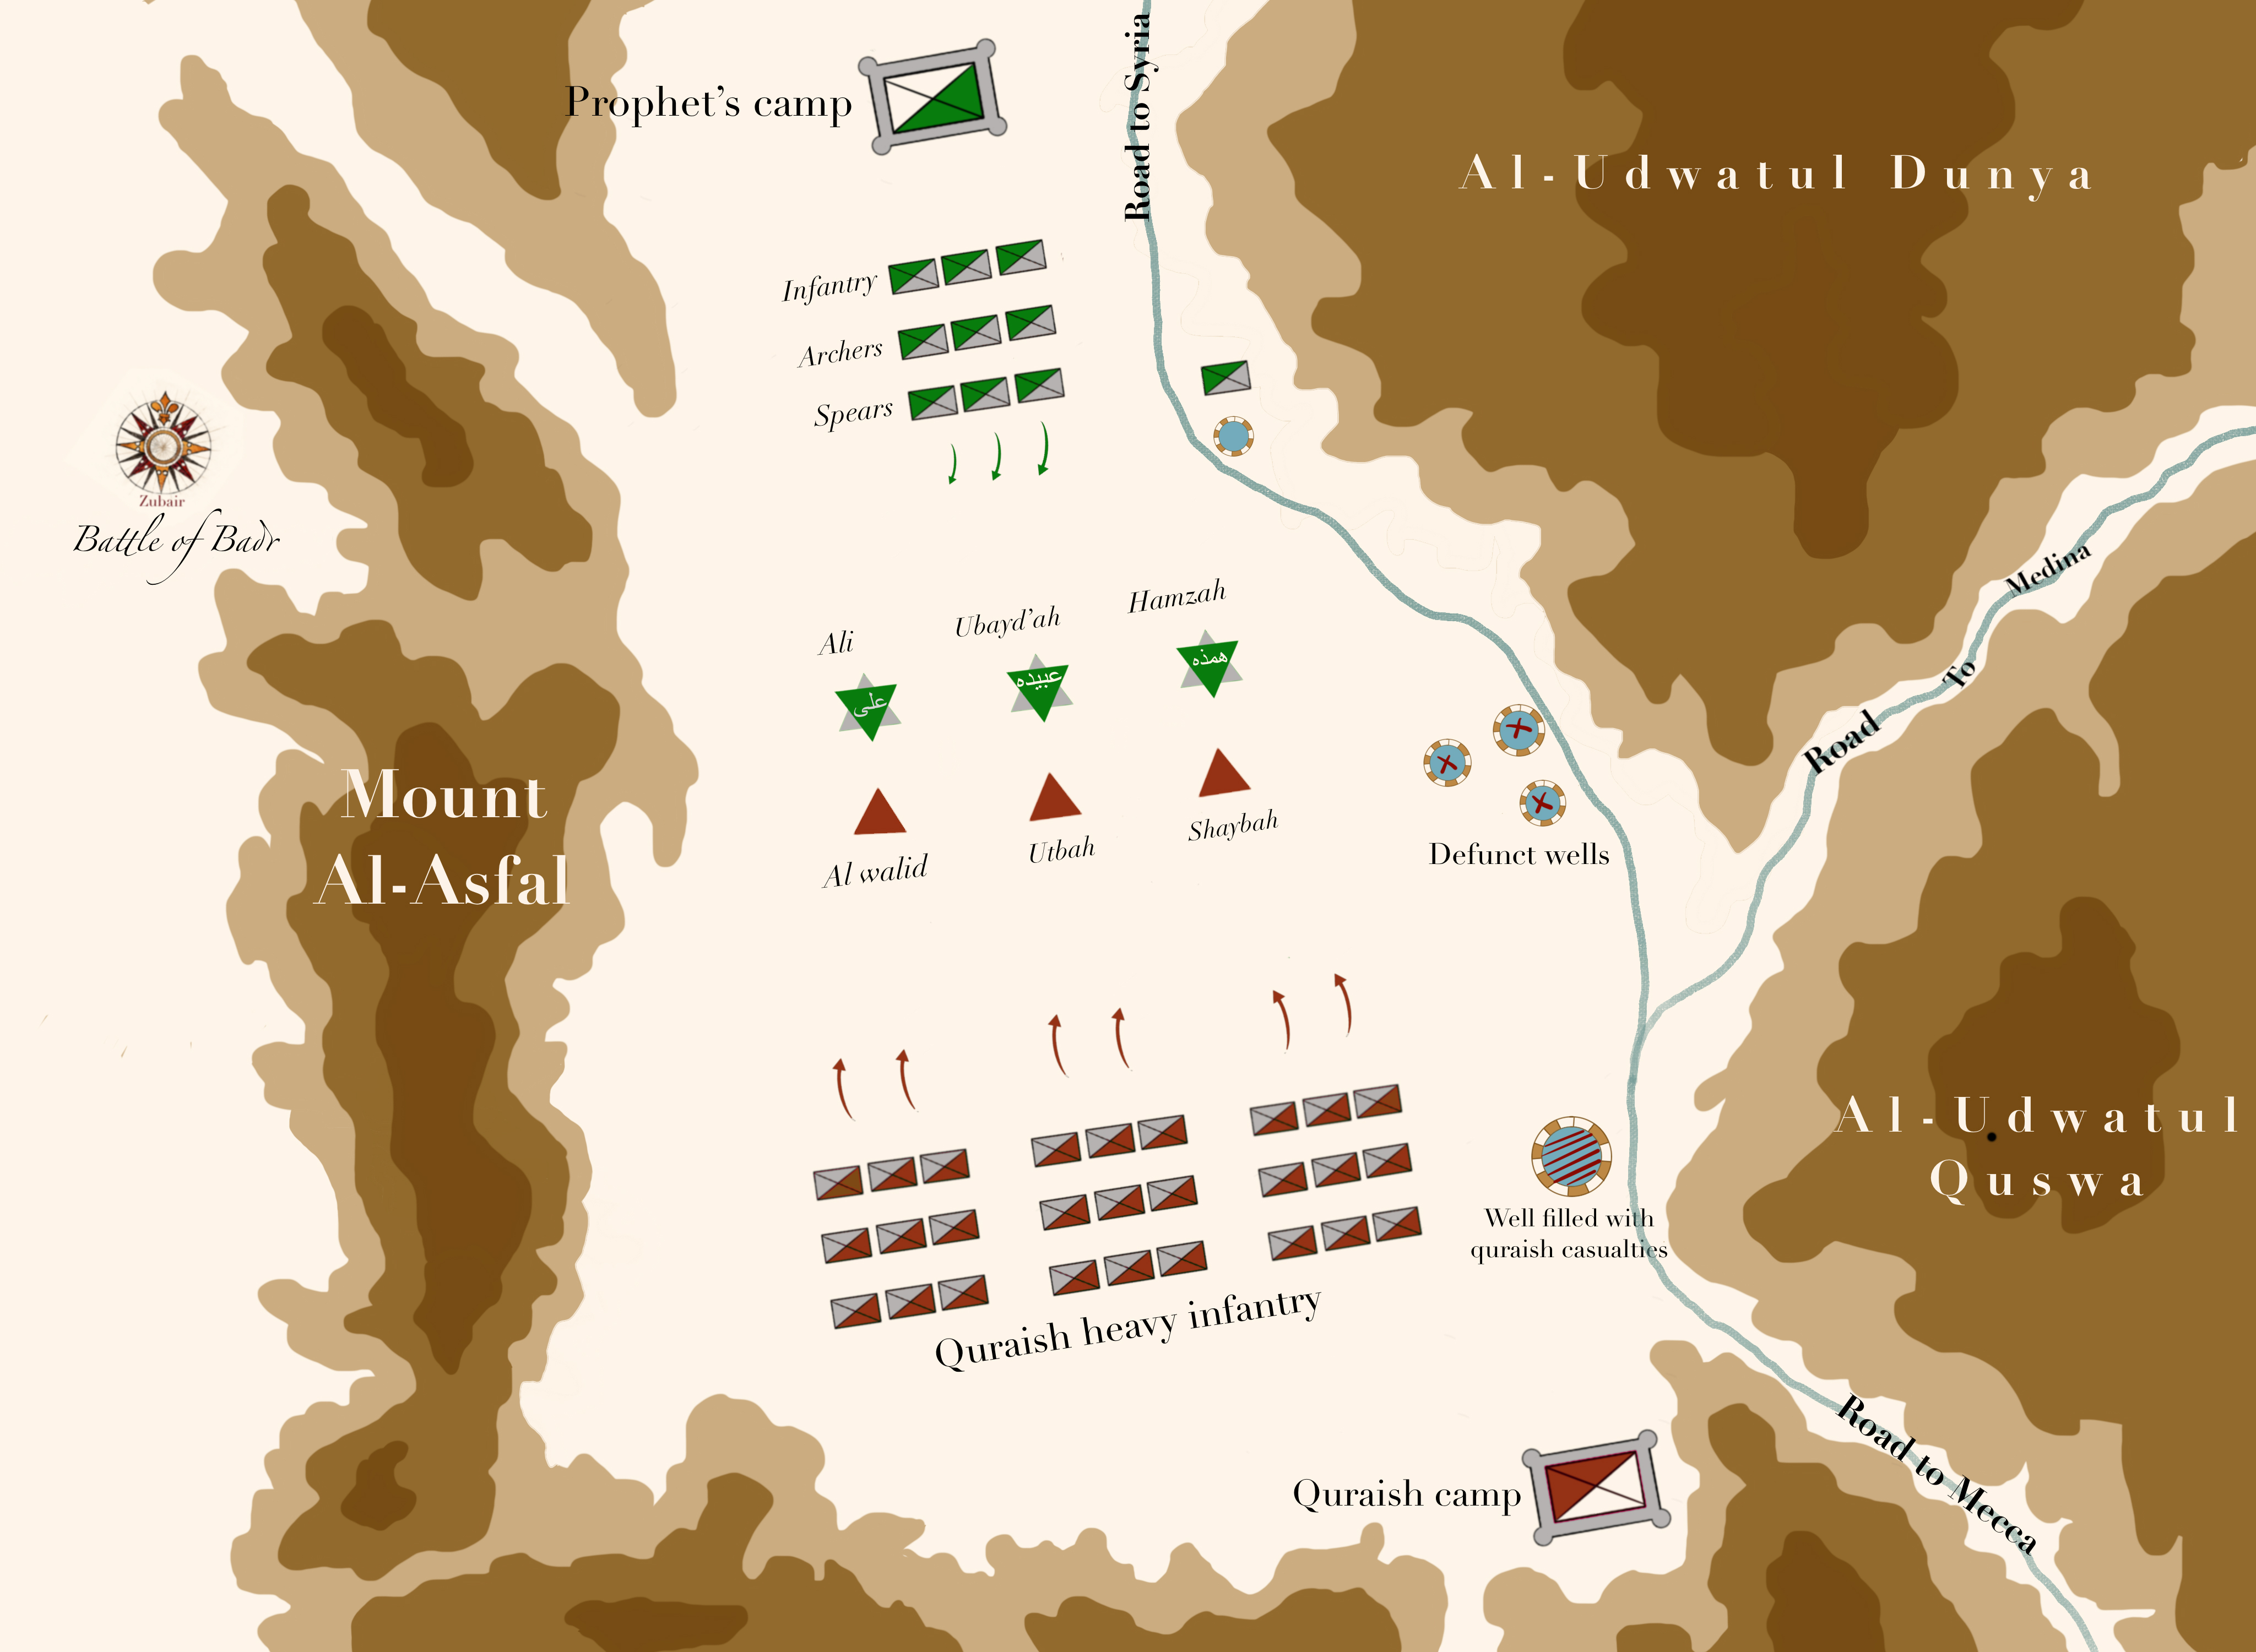 Road to Syria
Prophet’s camp
Al-Udwatul Dunya
Infantry
Archers
Spears
Zubair
Battle of Badr
Road To Medina
Ali
Ubayd’ah
Hamzah
علی
عبیده
همذه
Mount
Al-Asfal
Al walid
Utbah
Shaybah
Defunct wells
Al-Udwatul
Quswa
Well filled with
quraish casualties
Quraish heavy infantry
Road to Mecca
Quraish camp